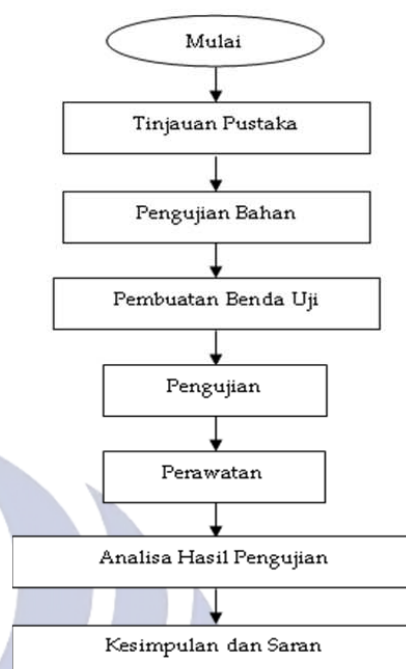 Mulai
Tinjauan Pustaka
Pengujian Bahan
Pembuatan Benda Uji
Pengujian
Perawatan
Analisa Hasil Pengujian
Kesimpulan dan Saran